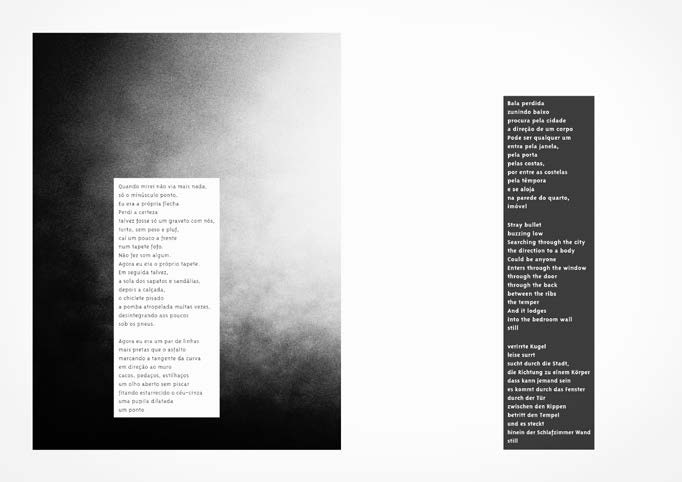 Quando mirei não via mais nada,
só o minúsculo ponto.
Eu era a própria flecha
Perdi a certeza
talvez fosse só um graveto com nós,
torto, sem peso e pluf,
caí um pouco a frente
num tapete fofo.
Não fez som algum.
Agora eu era o próprio tapete.
Em seguida talvez,
a sola dos sapatos e sandálias,
depois a calçada,
o chiclete pisado
a pomba atropelada muitas vezes,
desintegrando aos poucos
sob os pneus.

Agora eu era um par de linhas
mais pretas que o asfalto
marcando a tangente da curva
em direção ao muro
cacos, pedaços, estilhaços
um olho aberto sem piscar
fitando estarrecido o céu-cinza
uma pupila dilatada
um ponto

Bala perdida
zunindo baixo
procura pela cidade
a direção de um corpo
Pode ser qualquer um
entra pela janela,
pela porta
pelas costas,
por entre as costelas
pela têmpora
e se aloja
na parede do quarto,
imóvel

Stray bullet
buzzing low
Searching through the city
the direction to a body
Could be anyone
Enters through the window
through the door
through the back
between the ribs
the temper
And it lodges
into the bedroom wall
still

verirrte Kugel
leise surrt
sucht durch die Stadt,
die Richtung zu einem Körper
dass kann jemand sein
es kommt durch das Fenster
durch der Tür
zwischen den Rippen
betritt den Tempel
und es steckt
hinein der Schlafzimmer Wand
still